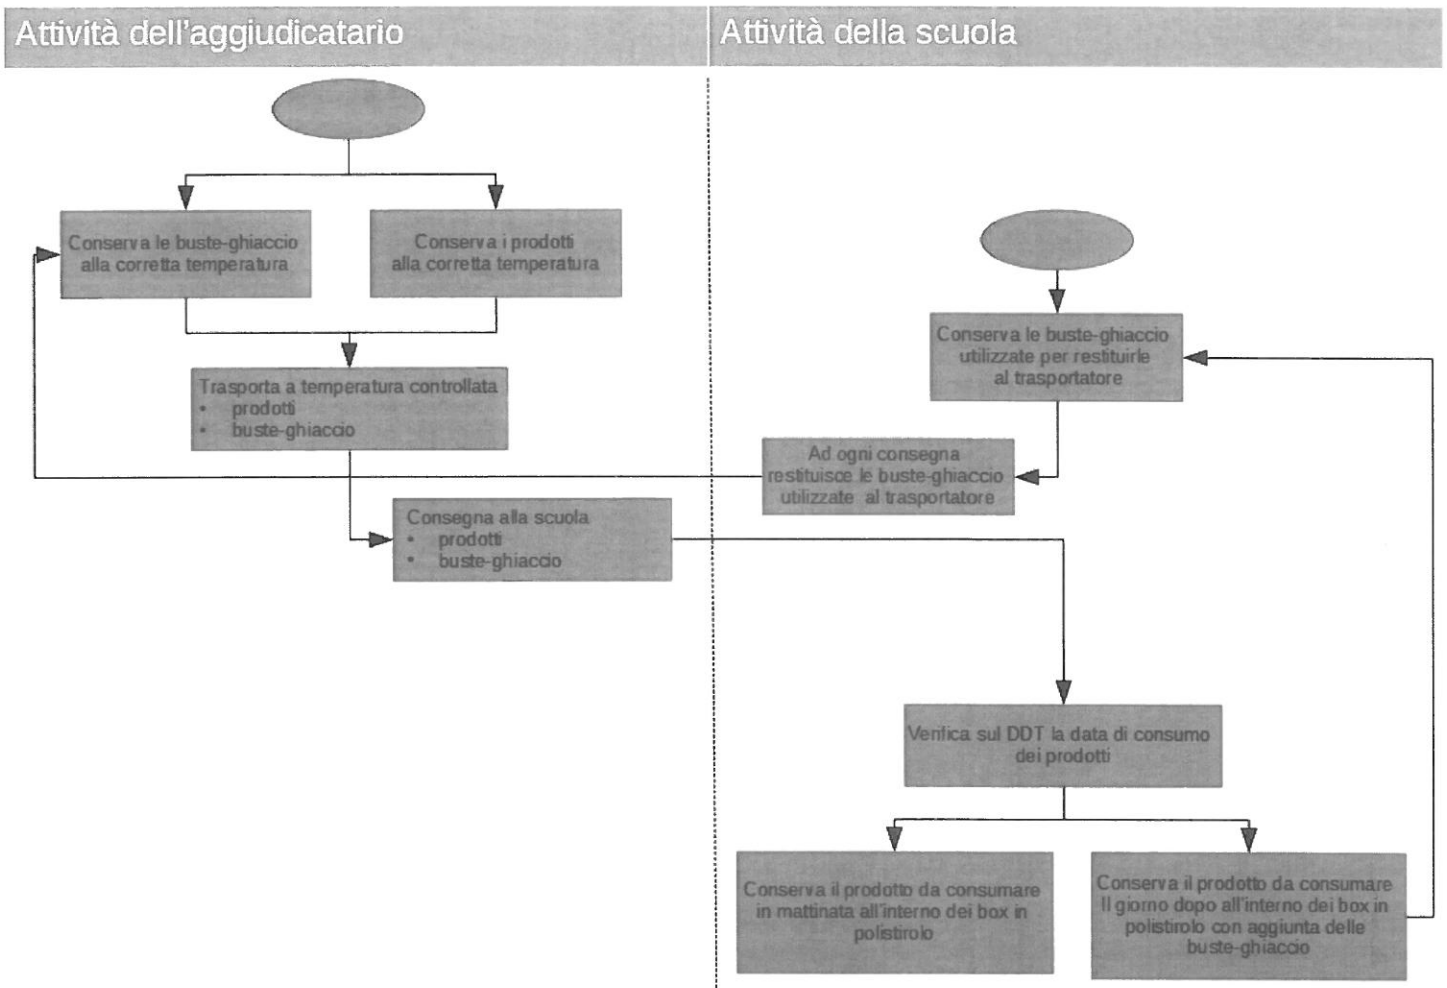 Attività dell'aggiudicatario
Attività della scuola
Conserva le buste-ghiaccio
alla corretta temperatura
Conserva i prodotti
alla corretta temperatura
Trasporta a temperatura controllata
• prodotti
• buste-ghiaccio
Consegna alla scuola
• prodotti
• buste-ghiaccio
Conserva le buste-ghiaccio
utilizzate per restituirle
al trasportatore
Ad ogni consegna
restituisce le buste-ghiaccio
utilizzate al trasportatore
Verifica sul DDT la data di consumo
dei prodotti
Conserva il prodotto da consumare
in mattinata all'interno dei box in
polistirolo
Conserva il prodotto da consumare
Il giorno dopo all'interno dei box in
polistirolo con aggiunta delle
buste-ghiaccio